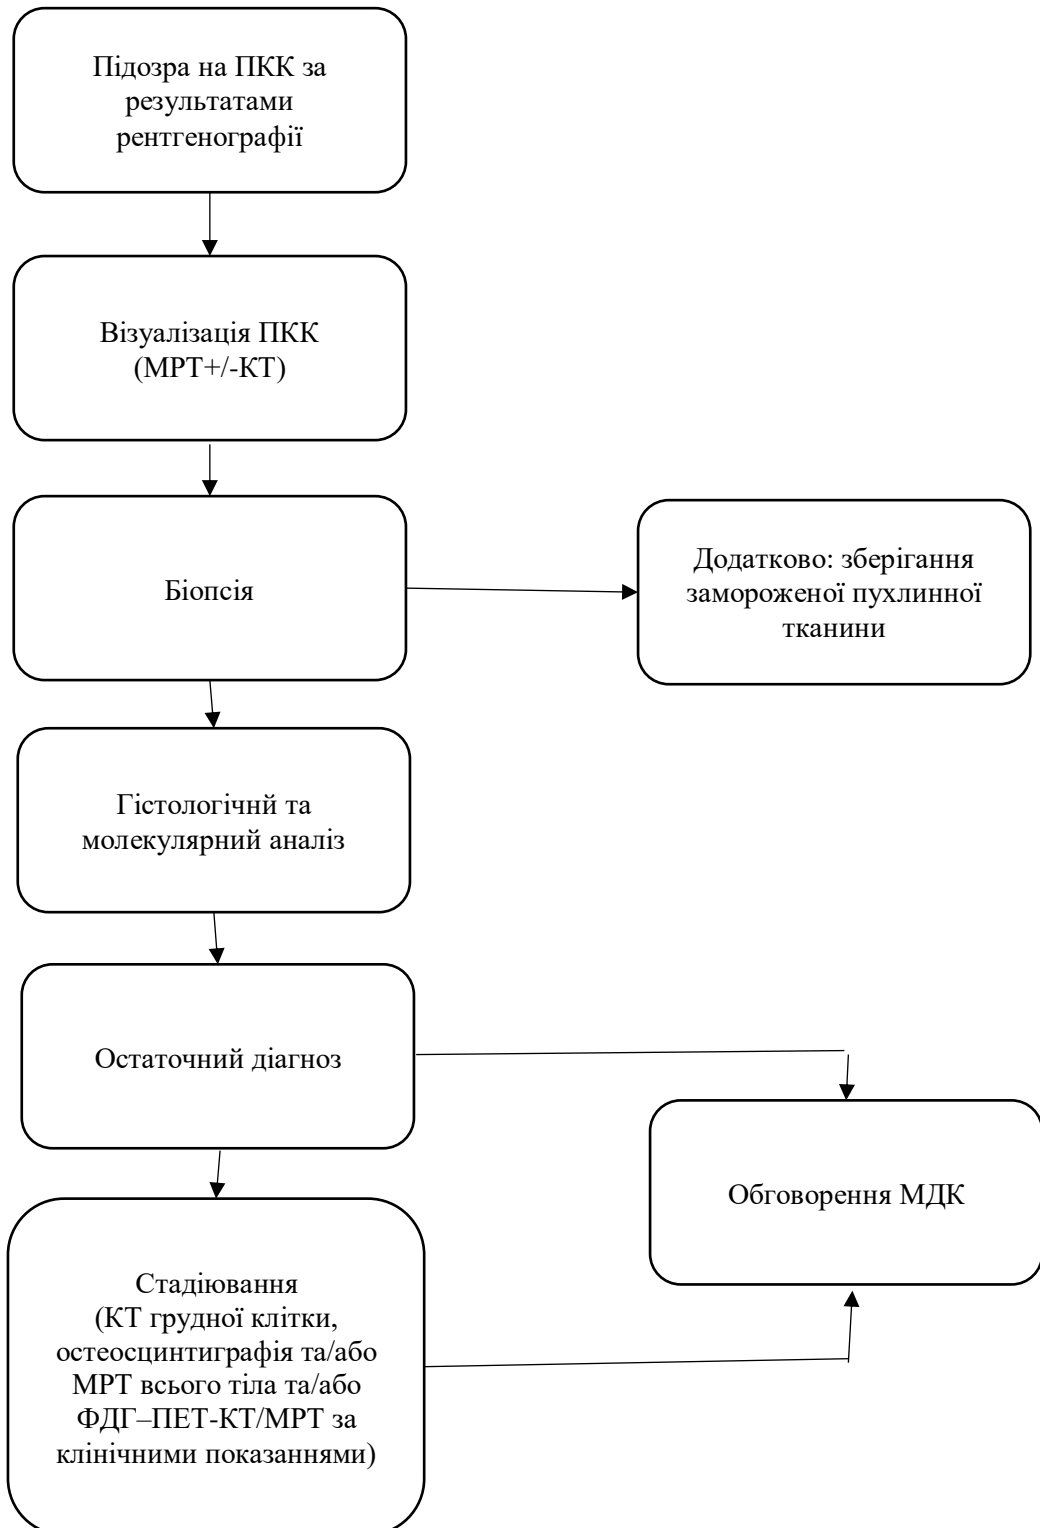 Підозра на ПКК за
результатами
рентгенографії
Візуалізація ПКК
(МРТ+/-КТ)
Біопсія
Додатково: зберігання
замороженої пухлинної
тканини
Гістологічнй та
молекулярний аналіз
Остаточний діагноз
Обговорення МДК
Стадіювання
(КТ грудної клітки,
остеосцинтиграфія та/або
МРТ всього тіла та/або
ФДГ–ПЕТ-КТ/МРТ за
клінічними показаннями)